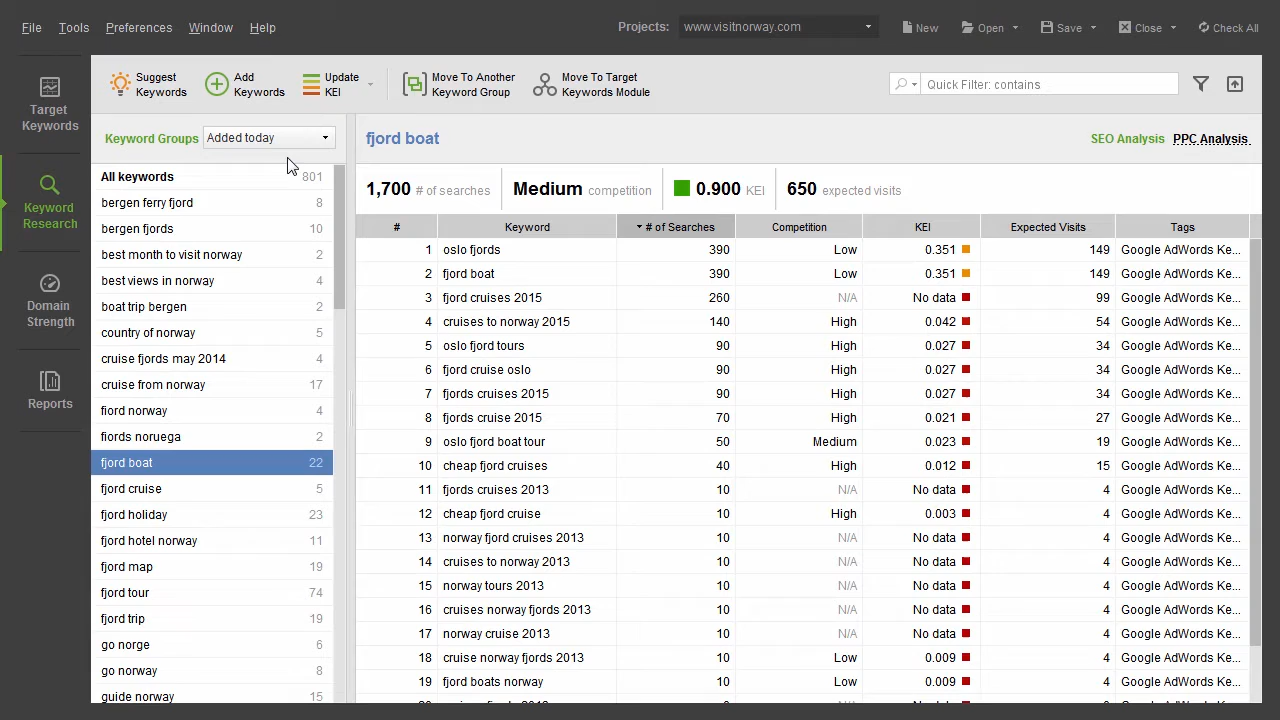 File Tools Preferences Window Help Projects: www.visitnorway.com New Open Save Close Check All
Target Keywords
Keyword Research
Domain Strength
Reports
Suggest Keywords
Add Keywords
Update KEI
Move To Another Keyword Group
Move To Target Keywords Module
Quick Filter: contains
Keyword Groups Added today
All keywords 801
bergen ferry fjord 8
bergen fjords 10
best month to visit norway 2
best views in norway 4
boat trip bergen 2
country of norway 5
cruise fjords may 2014 4
cruise from norway 17
fiord norway 4
fiords noruega 2
fjord boat 22
fjord cruise 5
fjord holiday 23
fjord hotel norway 11
fjord map 19
fjord tour 74
fjord trip 19
go norge 6
go norway 8
guide norway 15
fjord boat SEO Analysis PPC Analysis
1,700 # of searches Medium competition 0.900 KEI 650 expected visits
# Keyword # of Searches Competition KEI Expected Visits Tags
1 oslo fjords 390 Low 0.351 149 Google AdWords Ke...
2 fjord boat 390 Low 0.351 149 Google AdWords Ke...
3 fjord cruises 2015 260 N/A No data 99 Google AdWords Ke...
4 cruises to norway 2015 140 High 0.042 54 Google AdWords Ke...
5 oslo fjord tours 90 High 0.027 34 Google AdWords Ke...
6 fjord cruise oslo 90 High 0.027 34 Google AdWords Ke...
7 fjords cruises 2015 90 High 0.027 34 Google AdWords Ke...
8 fjords cruise 2015 70 High 0.021 27 Google AdWords Ke...
9 oslo fjord boat tour 50 Medium 0.023 19 Google AdWords Ke...
10 cheap fjord cruises 40 High 0.012 15 Google AdWords Ke...
11 fjords cruises 2013 10 N/A No data 4 Google AdWords Ke...
12 cheap fjord cruise 10 High 0.003 4 Google AdWords Ke...
13 norway fjord cruises 2013 10 N/A No data 4 Google AdWords Ke...
14 cruises to norway 2013 10 N/A No data 4 Google AdWords Ke...
15 norway tours 2013 10 N/A No data 4 Google AdWords Ke...
16 cruises norway fjords 2013 10 N/A No data 4 Google AdWords Ke...
17 norway cruise 2013 10 N/A No data 4 Google AdWords Ke...
18 cruise norway fjords 2013 10 Low 0.009 4 Google AdWords Ke...
19 fjord boats norway 10 Low 0.009 4 Google AdWords Ke...